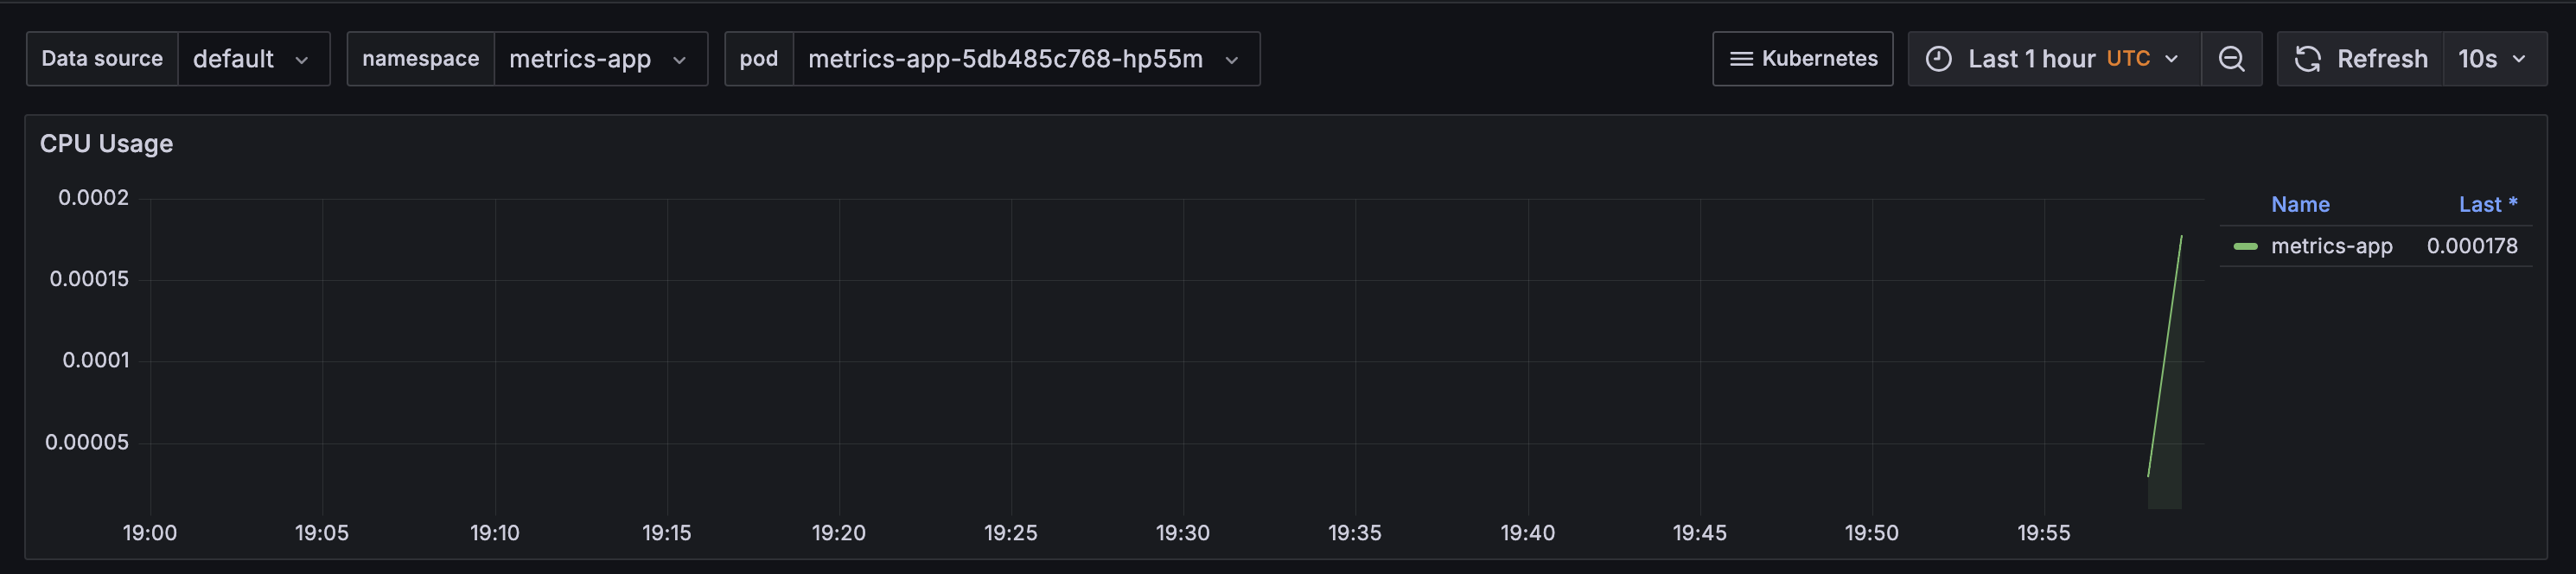 Data source default namespace metrics-app pod metrics-app-5db485c768-hp55m Kubernetes Last 1 hour UTC Refresh 10s
CPU Usage
0.0002
0.00015
0.0001
0.00005
19:00 19:05 19:10 19:15 19:20 19:25 19:30 19:35 19:40 19:45 19:50 19:55
Name Last *
metrics-app 0.000178